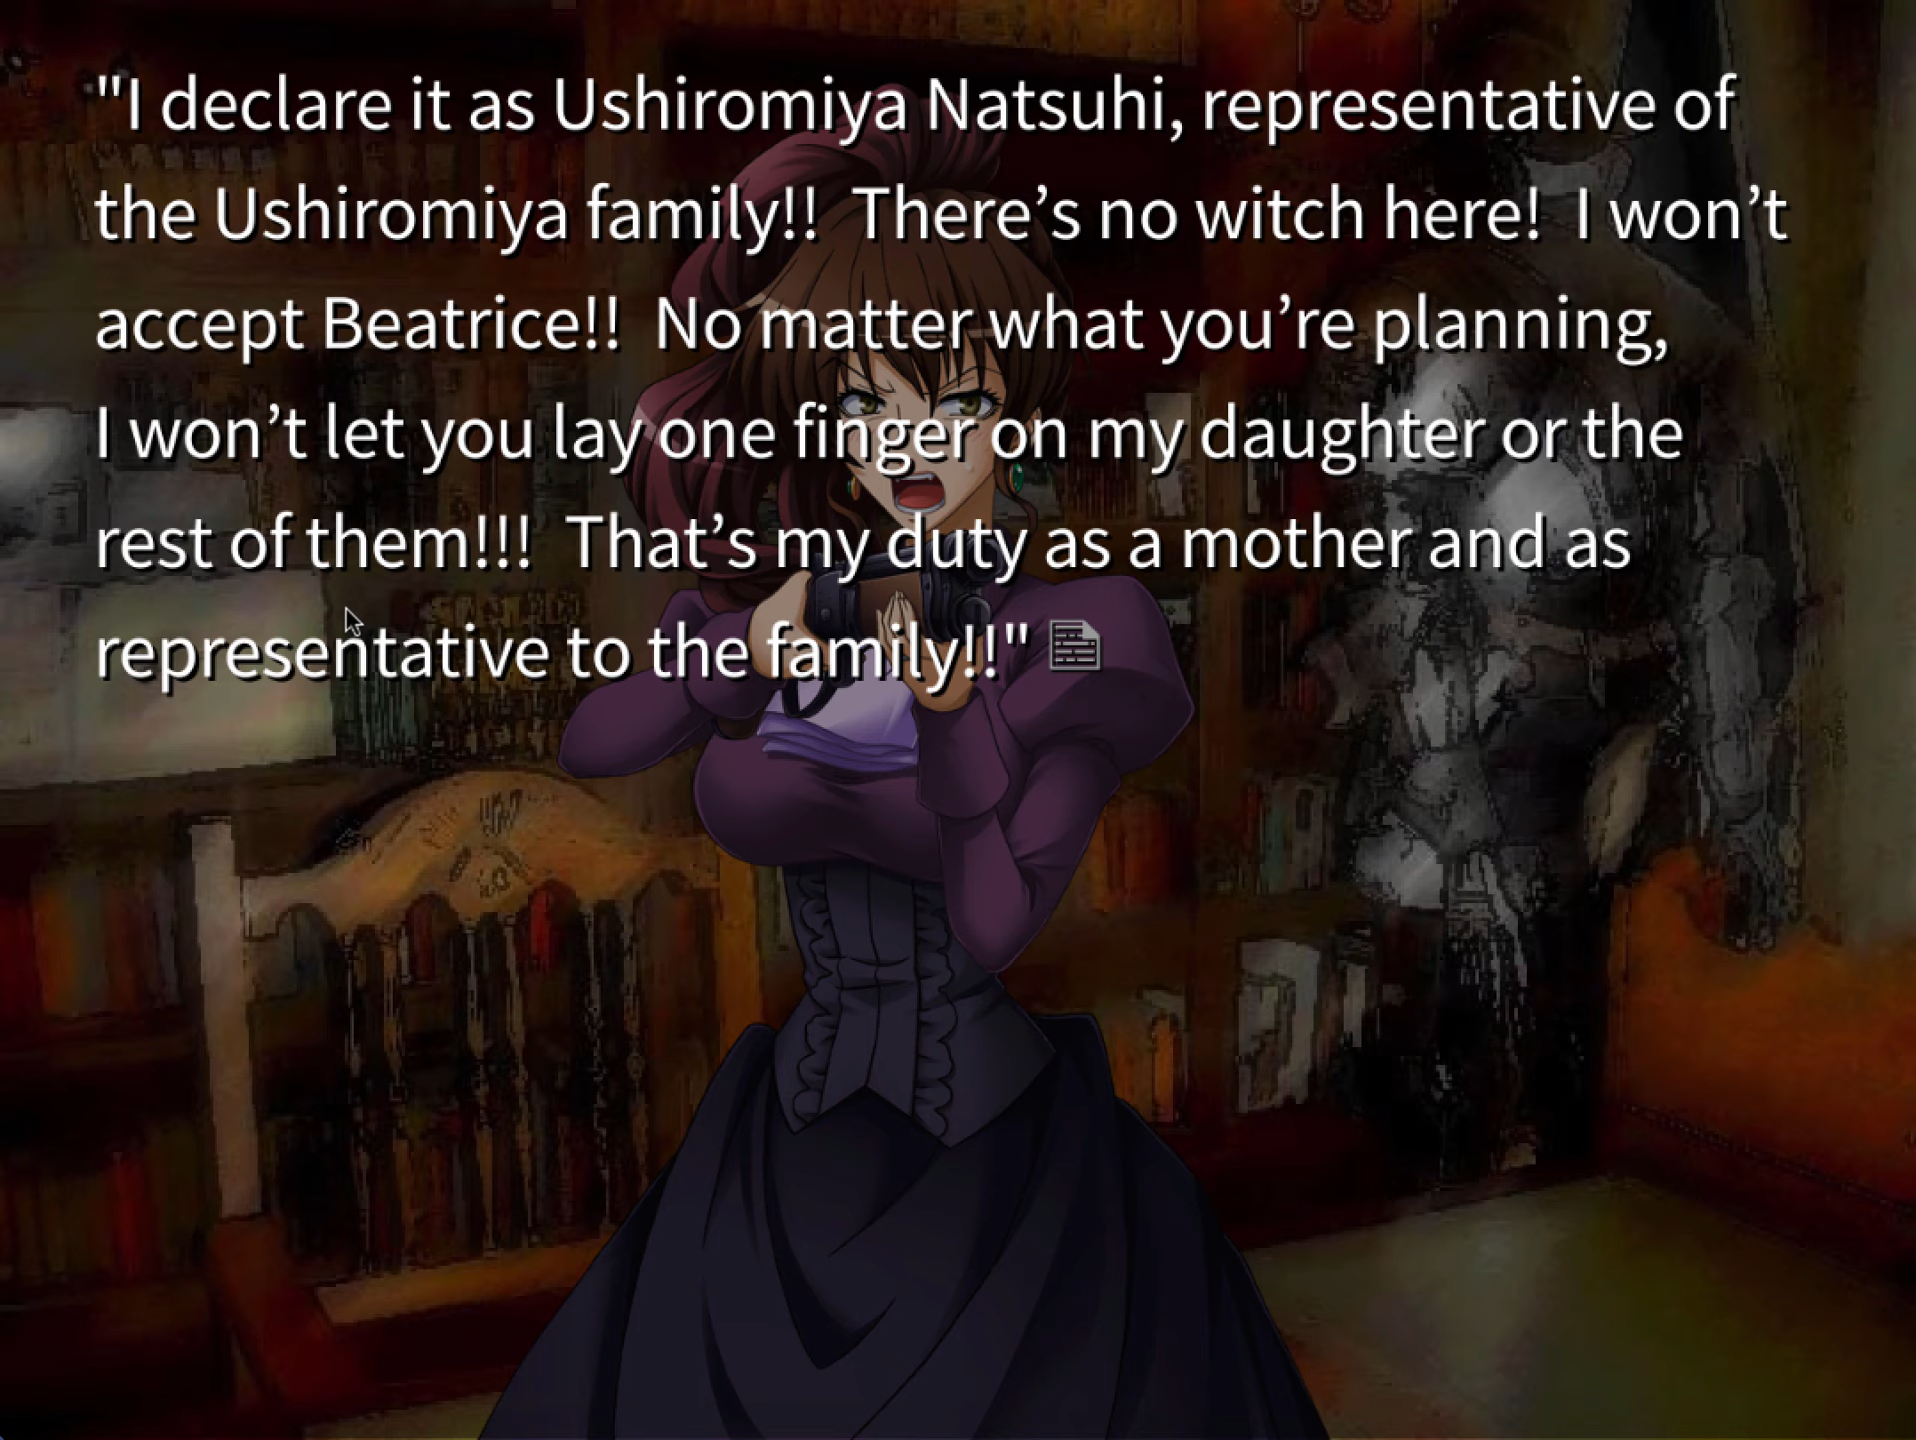 "I declare it as Ushiromiya Natsuhi, representative of
the Ushiromiya family!!  There’s no witch here!  I won’t
accept Beatrice!!  No matter what you’re planning,
I won’t let you lay one finger on my daughter or the
rest of them!!!  That’s my duty as a mother and as
representative to the family!!"